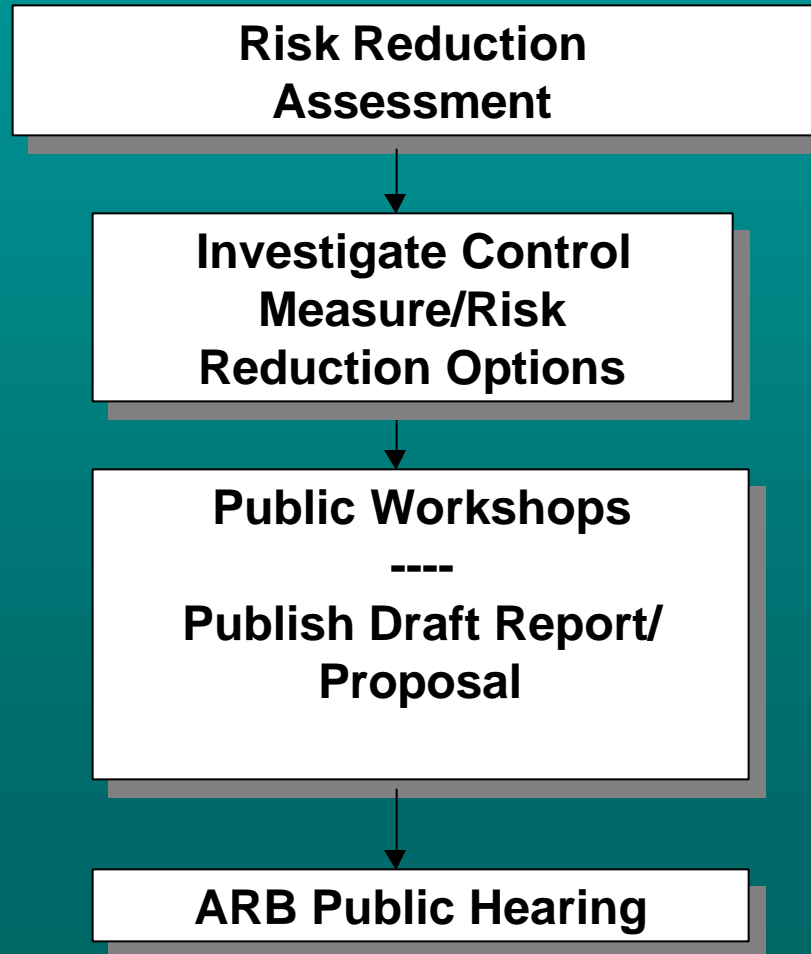 Risk Reduction
Assessment
Investigate Control
Measure/Risk
Reduction Options
Public Workshops
----
Publish Draft Report/
Proposal
ARB Public Hearing